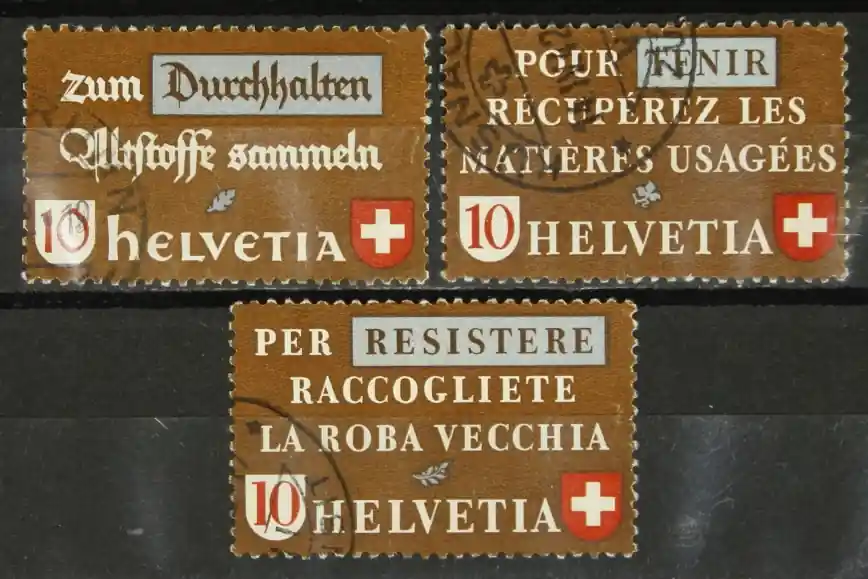 zum Durchhalten
Altstoffe sammeln
10 HELVETIA
POUR TENIR
RÉCUPÉREZ LES
MATIÈRES USAGÉES
10 HELVETIA
PER RESISTERE
RACCOGLIETE
LA ROBA VECCHIA
10 HELVETIA